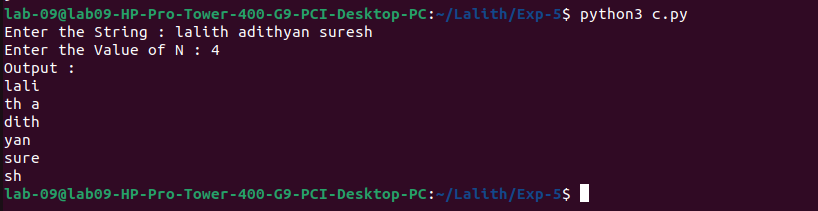 lab-09@lab09-HP-Pro-Tower-400-G9-PCI-Desktop-PC:~/Lalith/Exp-5$ python3 c.py
Enter the String : lalith adithyan suresh
Enter the Value of N : 4
Output :
lali
th a
dith
yan
sure
sh
lab-09@lab09-HP-Pro-Tower-400-G9-PCI-Desktop-PC:~/Lalith/Exp-5$